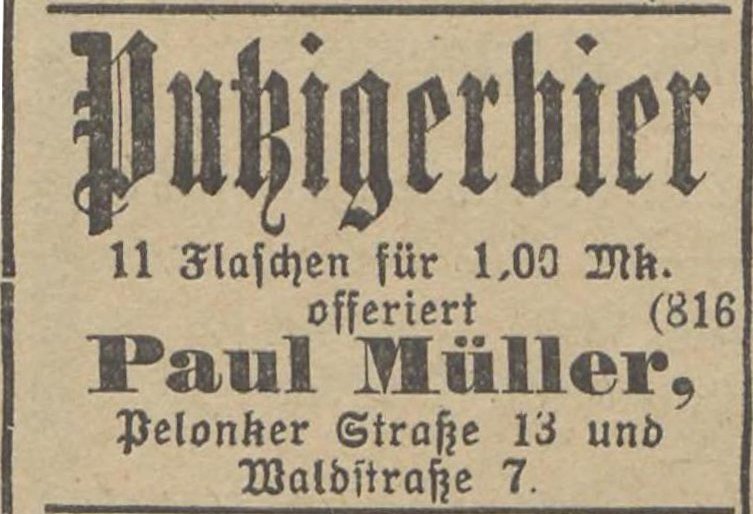 Putzigerbier
11 Flaschen für 1,00 Mk.
offeriert (816
Paul Müller,
Pelonker Straße 13 und
Waldstraße 7.